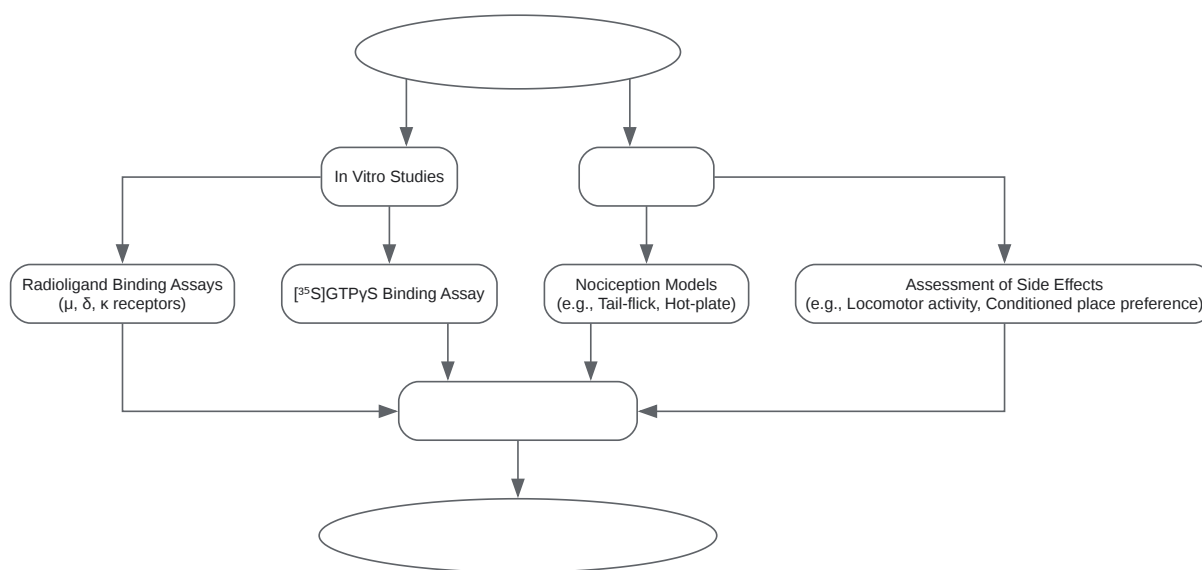 In Vitro Studies
Radioligand Binding Assays
(μ, δ, κ receptors)
[³⁵S]GTPγS Binding Assay
Nociception Models
(e.g., Tail-flick, Hot-plate)
Assessment of Side Effects
(e.g., Locomotor activity, Conditioned place preference)